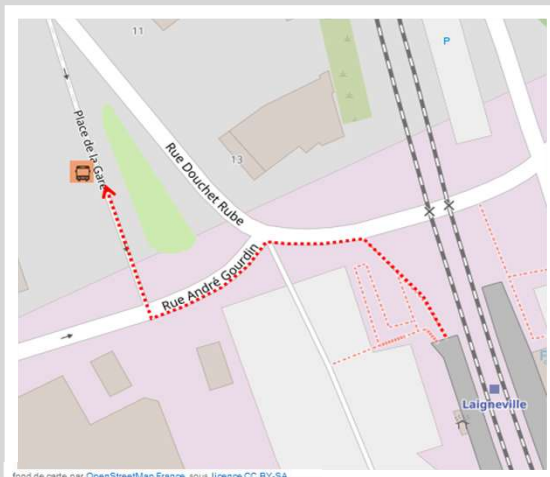 11
P
Place de la Gare
Rue Douchet Rube
13
Rue André Gourdin
Laigneville
P
fond de carte par OpenStreetMap France, sous licence CC BY-SA